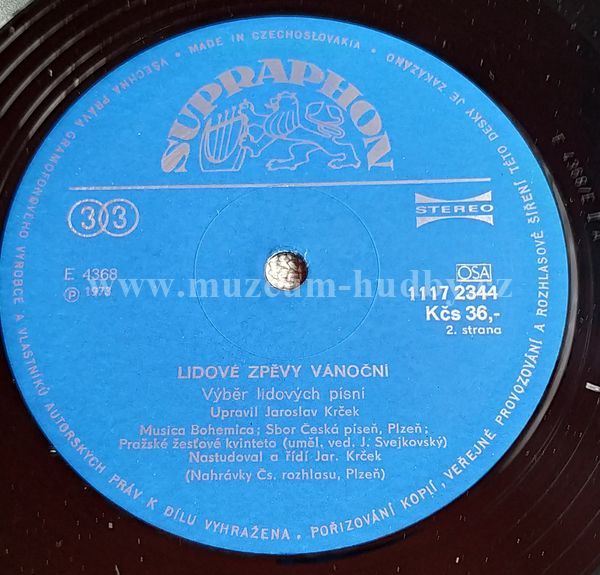 VŠECHNA PRÁVA GRAMOFONOVÉHO VÝROBCE A VLASTNÍKŮ AUTORSKÝCH PRÁV K DÍLU VYHRAŽENA. POŘIZOVÁNÍ KOPIÍ, VEŘEJNÉ PROVOZOVÁNÍ A ROZHLASOVÉ ŠÍŘENÍ TÉTO DESKY JE ZAKÁZÁNO
• MADE IN CZECHOSLOVAKIA •
SUPRAPHON
33
STEREO
E 4368
Ⓟ 1978
OSA
1117 2344
Kčs 36,-
2. strana
www.muzeum-hudby.cz
LIDOVÉ ZPĚVY VÁNOČNÍ
Výběr lidových písní
Upravil Jaroslav Krček
Musica Bohemica; Sbor Česká píseň, Plzeň;
Pražské žesťové kvinteto (uměl. ved. J. Svejkovský)
Nastudoval a řídí Jar. Krček
(Nahrávky Čs. rozhlasu, Plzeň)
E 4368/E